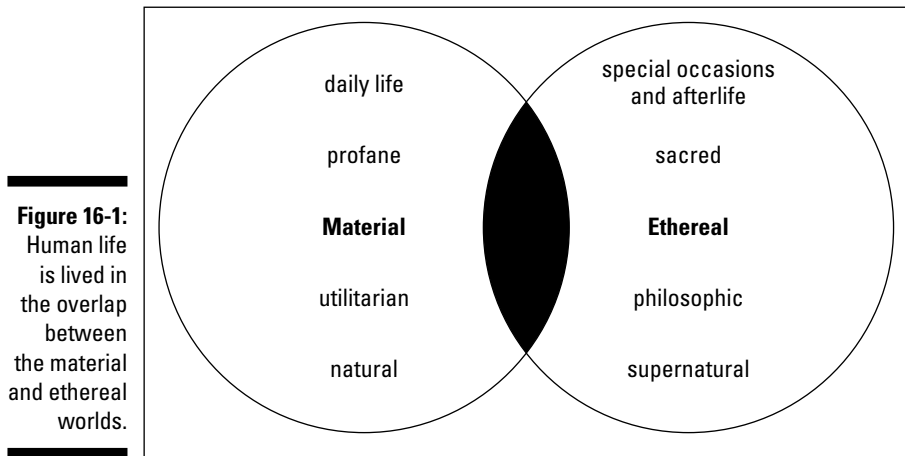 Figure 16-1:
Human life
is lived in
the overlap
between
the material
and ethereal
worlds.
daily life
profane
Material
utilitarian
natural
special occasions
and afterlife
sacred
Ethereal
philosophic
supernatural